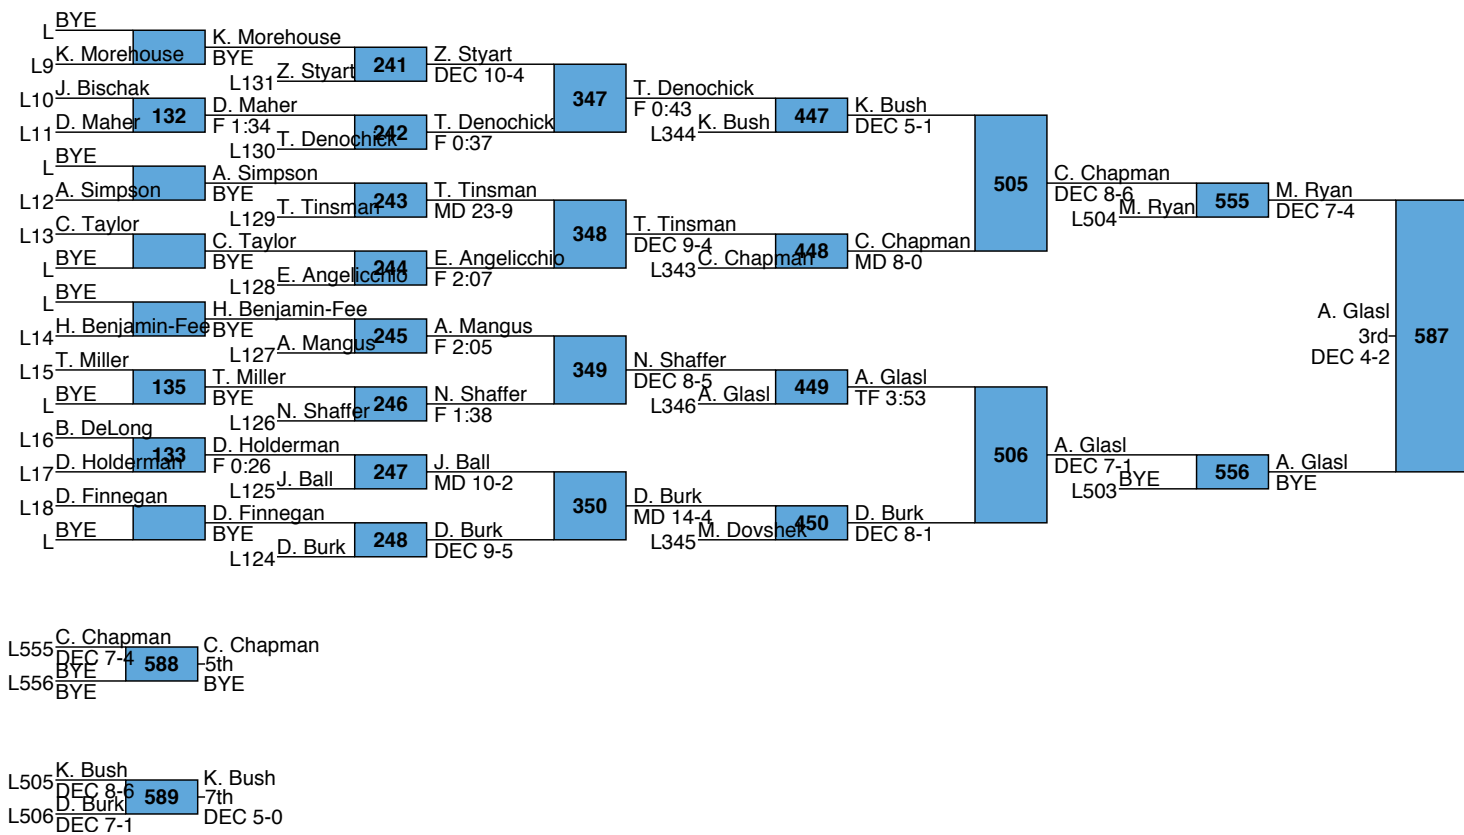 BYE
L
K. Morehouse
L9
K. Morehouse
BYE
L131
Z. Styart
241
Z. Styart
DEC 10-4
J. Bischak
L10
132
D. Maher
L11
D. Maher
F 1:34
L130
T. Denochick
242
T. Denochick
F 0:37
347
T. Denochick
F 0:43
L344
K. Bush
447
K. Bush
DEC 5-1
BYE
L
A. Simpson
L12
A. Simpson
BYE
L129
T. Tinsman
243
T. Tinsman
MD 23-9
C. Taylor
L13
BYE
L
C. Taylor
BYE
L128
E. Angelicchio
244
E. Angelicchio
F 2:07
348
T. Tinsman
DEC 9-4
L343
C. Chapman
448
C. Chapman
MD 8-0
505
C. Chapman
DEC 8-6
L504
M. Ryan
555
M. Ryan
DEC 7-4
BYE
L
H. Benjamin-Fee
L14
H. Benjamin-Fee
BYE
L127
A. Mangus
245
A. Mangus
F 2:05
T. Miller
L15
BYE
L
135
T. Miller
BYE
L126
N. Shaffer
246
N. Shaffer
F 1:38
349
N. Shaffer
DEC 8-5
L346
A. Glasl
449
A. Glasl
TF 3:53
B. DeLong
L16
133
D. Holderman
L17
D. Holderman
F 0:26
L125
J. Ball
247
J. Ball
MD 10-2
D. Finnegan
L18
BYE
L
D. Finnegan
BYE
L124
D. Burk
248
D. Burk
DEC 9-5
350
D. Burk
MD 14-4
L345
M. Dovshek
450
D. Burk
DEC 8-1
506
A. Glasl
DEC 7-1
L503
BYE
556
A. Glasl
BYE
587
A. Glasl
3rd
DEC 4-2
L555
C. Chapman
DEC 7-4
L556
BYE
BYE
588
C. Chapman
5th
BYE
L505
K. Bush
DEC 8-6
L506
D. Burk
DEC 7-1
589
K. Bush
7th
DEC 5-0